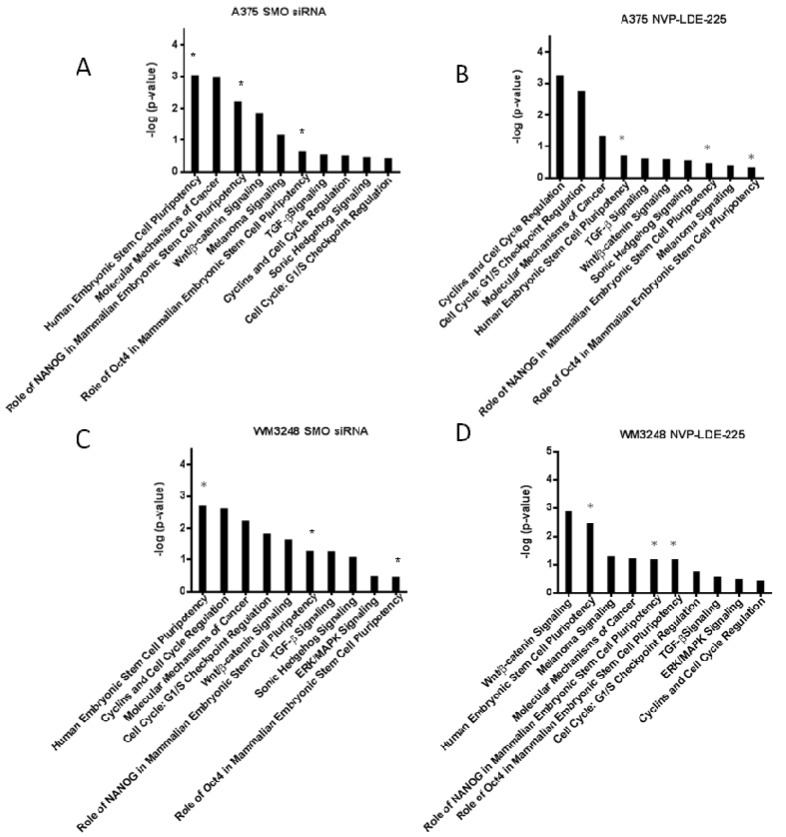 A
A375 SMO siRNA
-log (p-value)
4
3
2
1
0
*
*
*
Human Embryonic Stem Cell Pluripotency
Molecular Mechanisms of Cancer
Role of NANOG in Mammalian Embryonic Stem Cell Pluripotency
Wnt/β-catenin Signaling
Melanoma Signaling
Role of Oct4 in Mammalian Embryonic Stem Cell Pluripotency
TGF-βSignaling
Cyclins and Cell Cycle Regulation
Sonic Hedgehog Signaling
Cell Cycle: G1/S Checkpoint Regulation
B
A375 NVP-LDE-225
-log (p-value)
4
3
2
1
0
*
*
*
Cyclins and Cell Cycle Regulation
Cell Cycle: G1/S Checkpoint Regulation
Molecular Mechanisms of Cancer
Human Embryonic Stem Cell Pluripotency
TGF-β Signaling
Wnt/β-catenin Signaling
Sonic Hedgehog Signaling
Role of NANOG in Mammalian Embryonic Stem Cell Pluripotency
Melanoma Signaling
Role of Oct4 in Mammalian Embryonic Stem Cell Pluripotency
C
WM3248 SMO siRNA
-log (p-value)
4
3
2
1
0
*
*
*
Human Embryonic Stem Cell Pluripotency
Cyclins and Cell Cycle Regulation
Molecular Mechanisms of Cancer
Cell Cycle: G1/S Checkpoint Regulation
Wnt/β-catenin Signaling
Role of NANOG in Mammalian Embryonic Stem Cell Pluripotency
TGF-β Signaling
Sonic Hedgehog Signaling
ERK/MAPK Signaling
Role of Oct4 in Mammalian Embryonic Stem Cell Pluripotency
D
WM3248 NVP-LDE-225
-log (p-value)
5
4
3
2
1
0
*
*
*
Wnt/β-catenin Signaling
Human Embryonic Stem Cell Pluripotency
Melanoma Signaling
Molecular Mechanisms of Cancer
Role of NANOG in Mammalian Embryonic Stem Cell Pluripotency
Role of Oct4 in Mammalian Embryonic Stem Cell Pluripotency
Cell Cycle: G1/S Checkpoint Regulation
TGF-βSignaling
ERK/MAPK Signaling
Cyclins and Cell Cycle Regulation